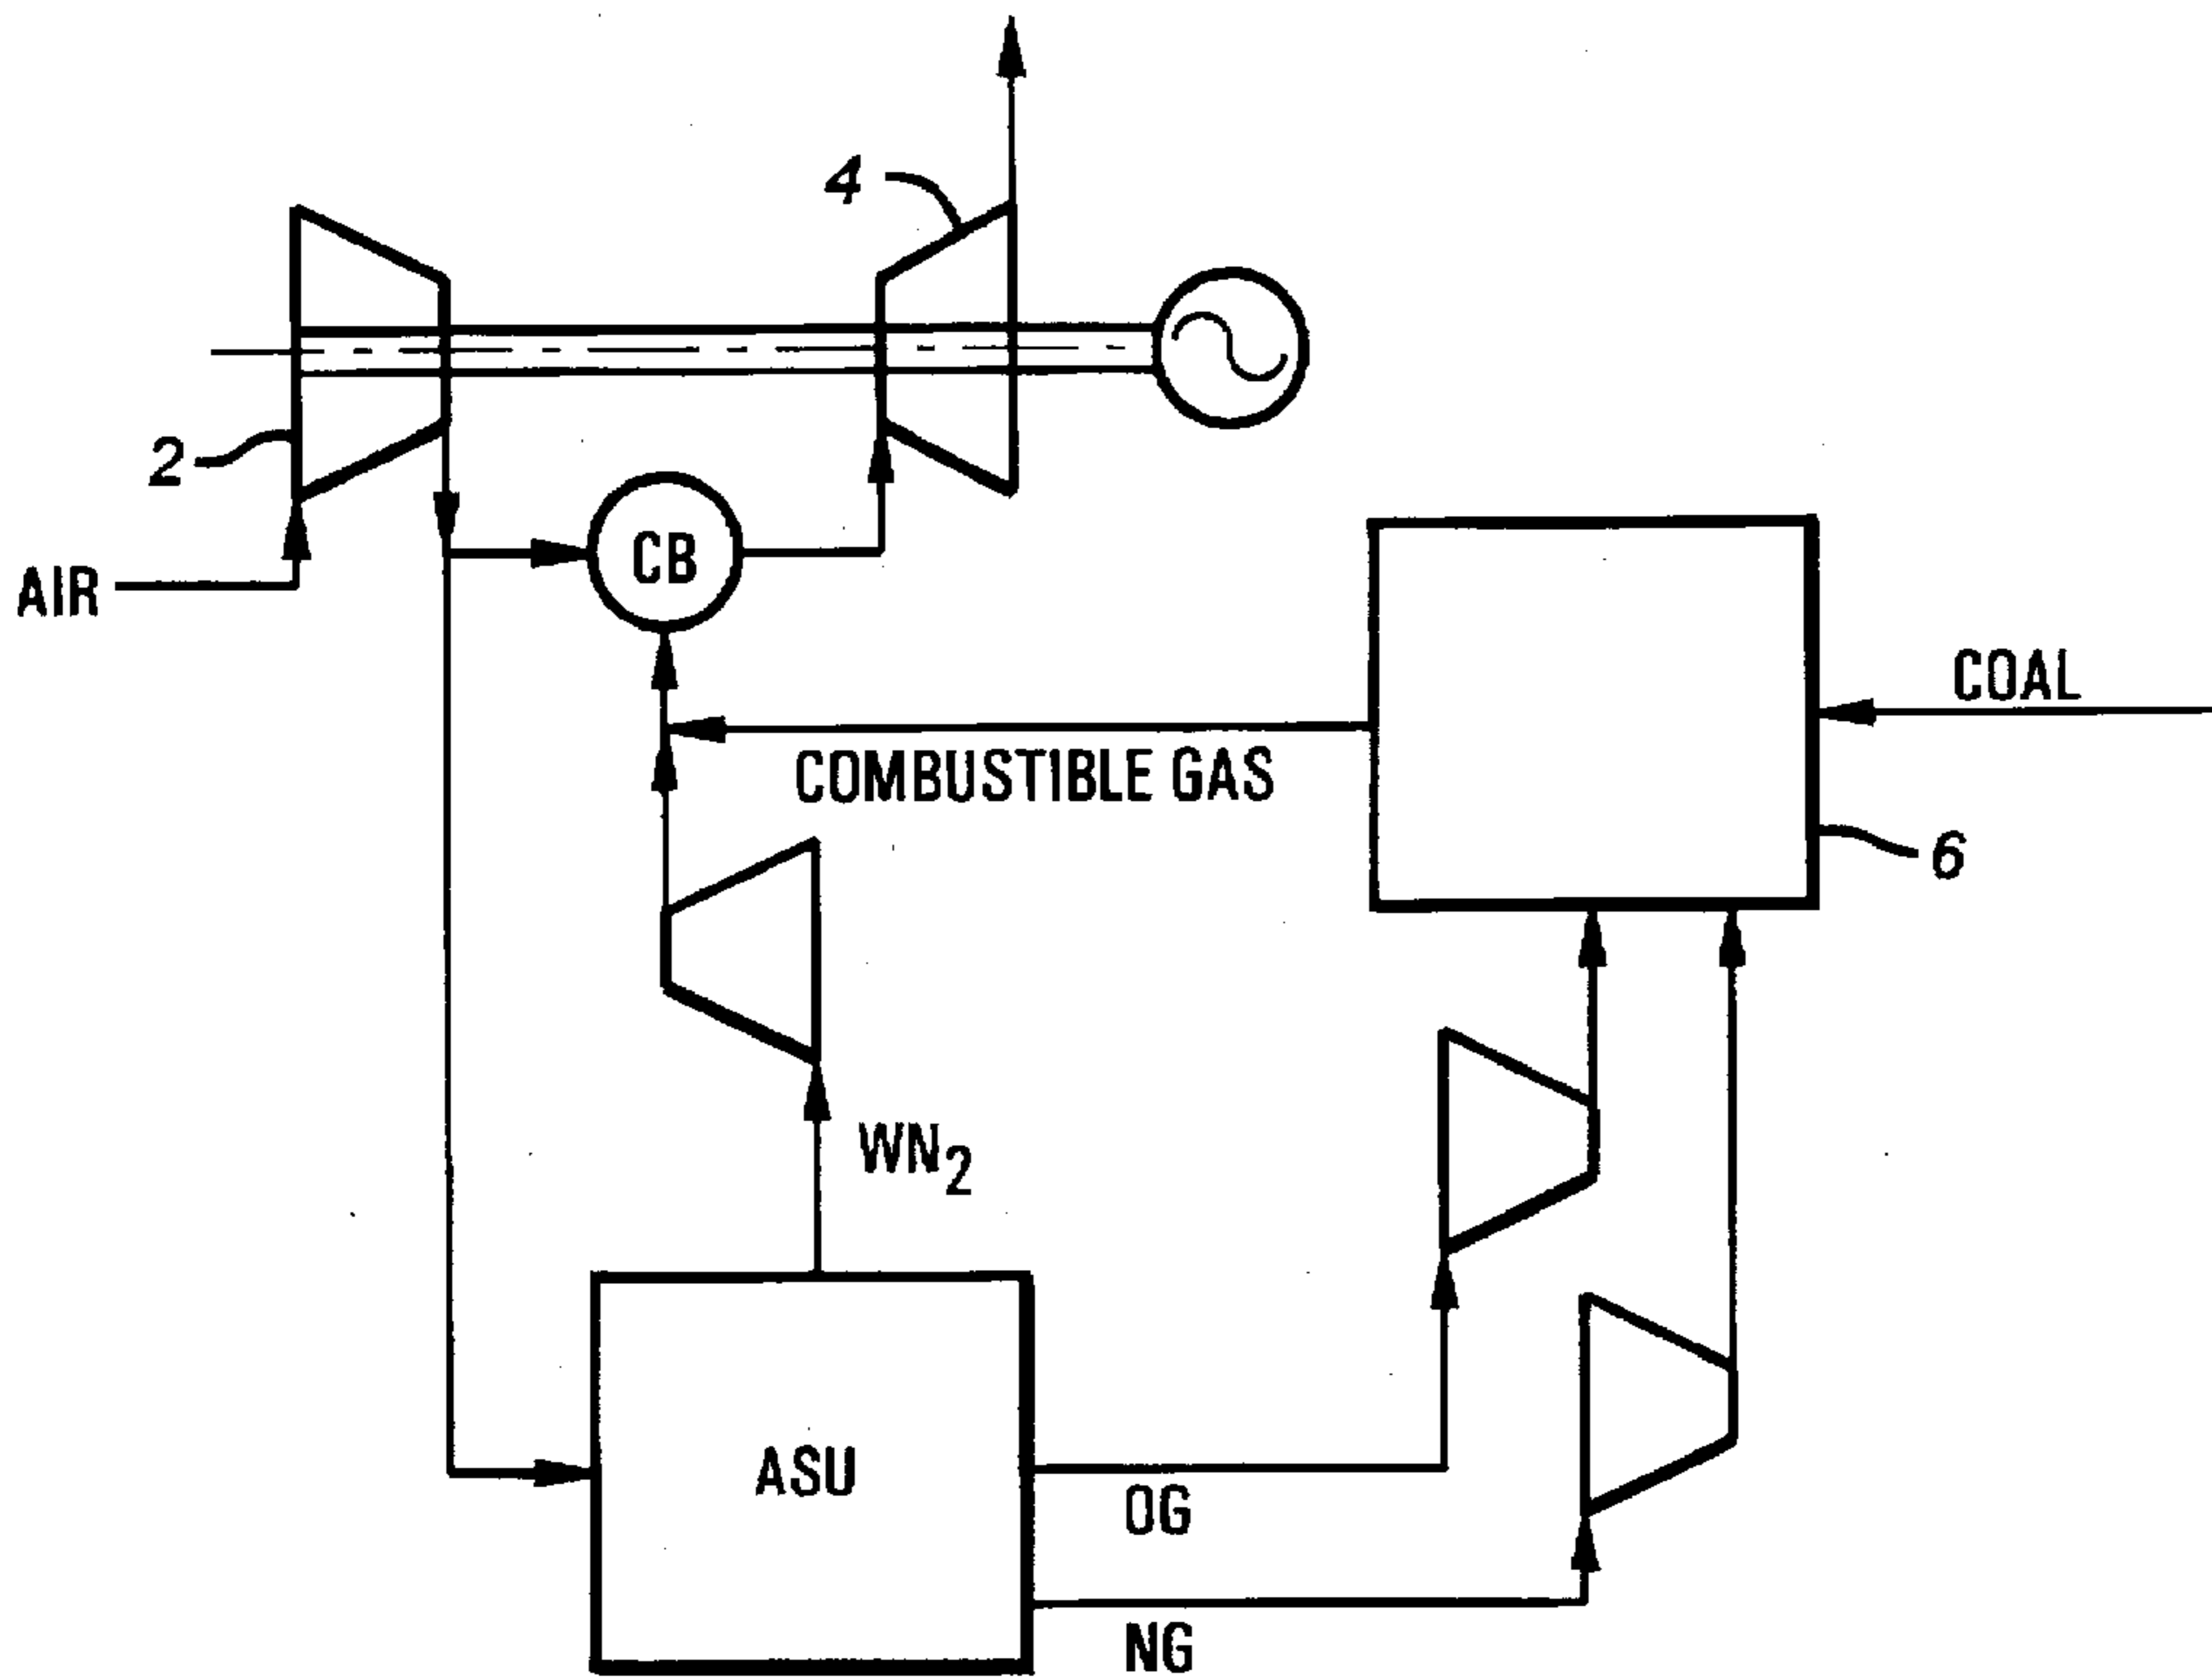 4
2
AIR
CB
COAL
COMBUSTIBLE GAS
6
WN2
ASU
OG
NG